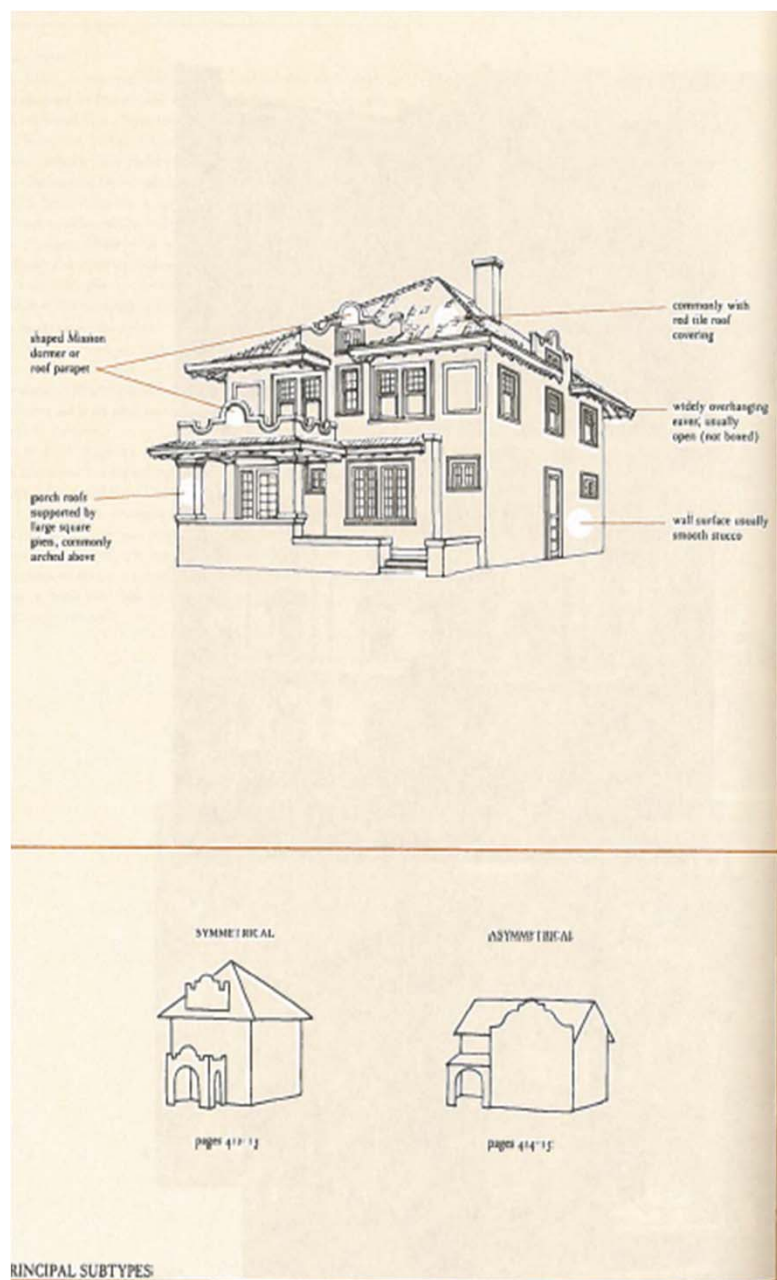 shaped Mission
dormer or
roof parapet
commonly with
red tile roof
covering
widely overhanging
eaves, usually
open (not boxed)
porch roofs
supported by
large square
piers, commonly
arched above
wall surface usually
smooth stucco
SYMMETRICAL
ASYMMETRICAL
pages
pages 414-15
RINCIPAL SUBTYPES